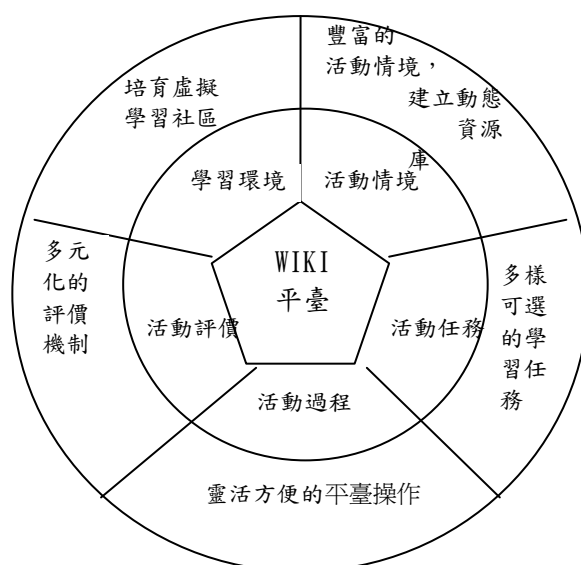 豐富的
活動情境，
建立動態
資源
庫
培育虛擬
學習社區
學習環境
活動情境
WIKI
平臺
多元
化的
評價
機制
活動評價
活動任務
多樣
可選
的學
習任
務
活動過程
靈活方便的平臺操作